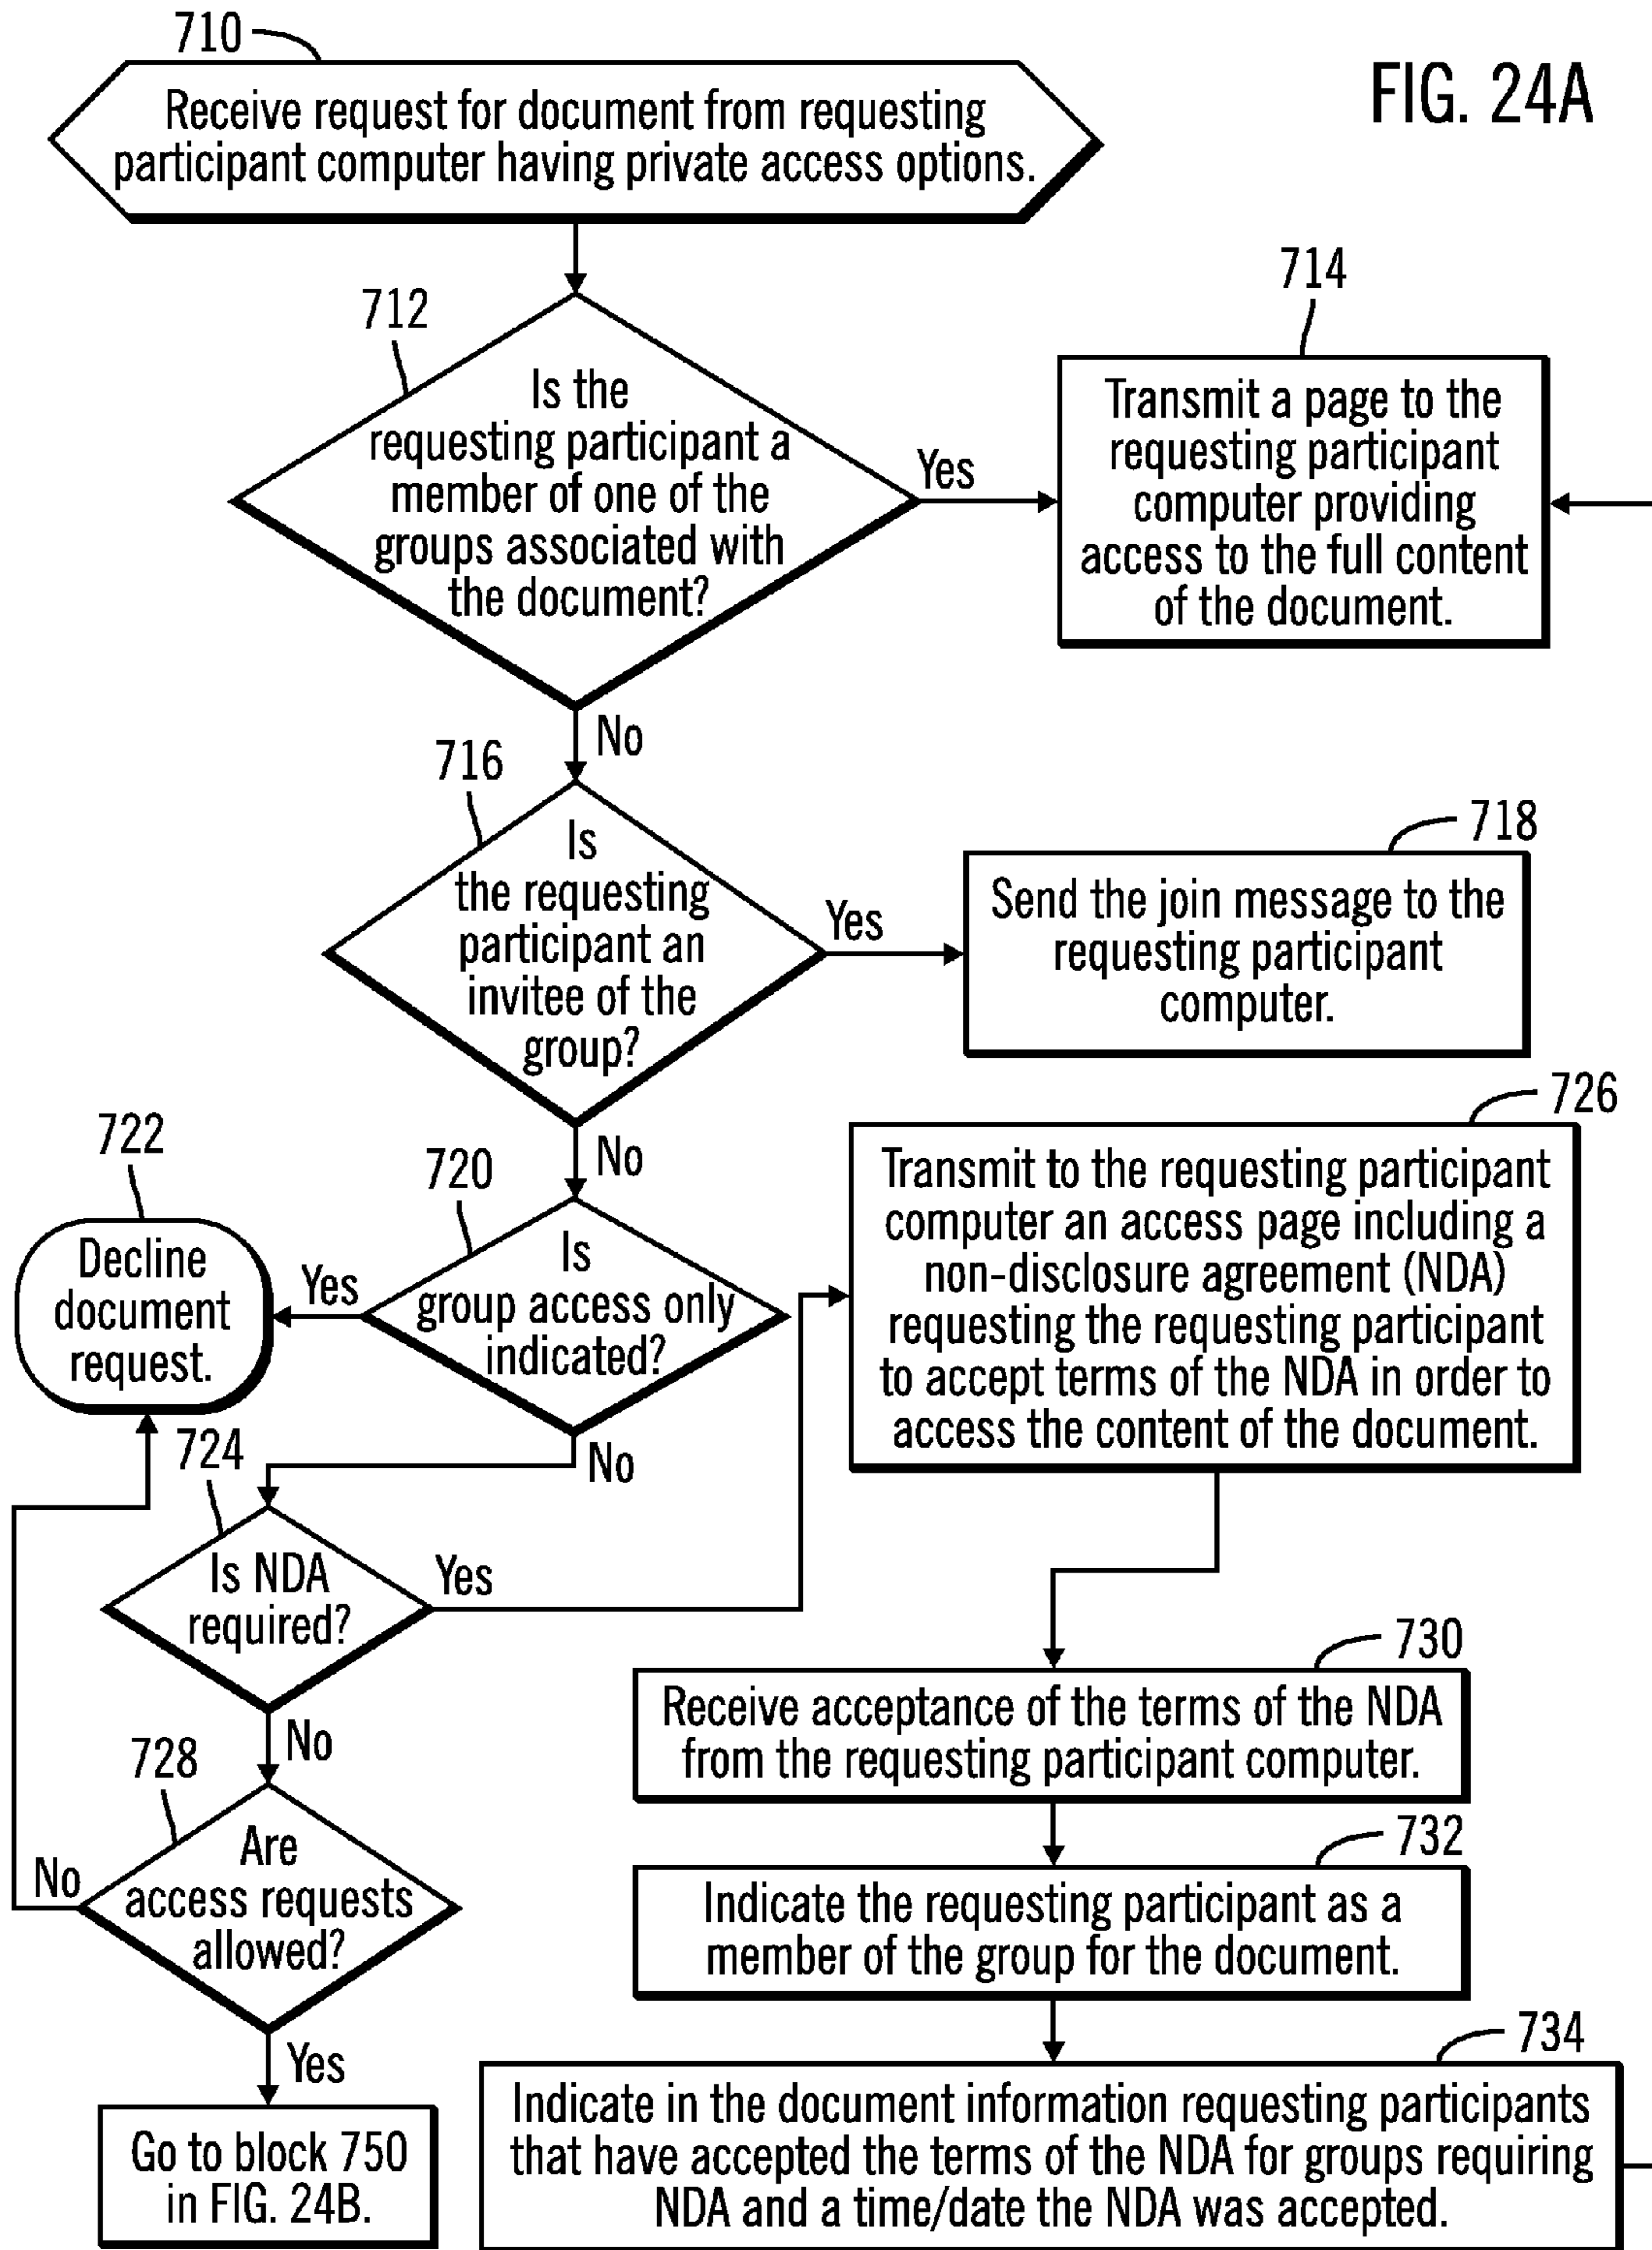 710
FIG. 24A
Receive request for document from requesting
participant computer having private access options.
712
Is the
requesting participant a
member of one of the
groups associated with
the document?
Yes
714
Transmit a page to the
requesting participant
computer providing
access to the full content
of the document.
No
716
Is
the requesting
participant an
invitee of the
group?
Yes
718
Send the join message to the
requesting participant
computer.
No
720
Is
group access only
indicated?
Yes
722
Decline
document
request.
No
724
Is NDA
required?
Yes
726
Transmit to the requesting participant
computer an access page including a
non-disclosure agreement (NDA)
requesting the requesting participant
to accept terms of the NDA in order to
access the content of the document.
No
728
Are
access requests
allowed?
No
Yes
Go to block 750
in FIG. 24B.
730
Receive acceptance of the terms of the NDA
from the requesting participant computer.
732
Indicate the requesting participant as a
member of the group for the document.
734
Indicate in the document information requesting participants
that have accepted the terms of the NDA for groups requiring
NDA and a time/date the NDA was accepted.